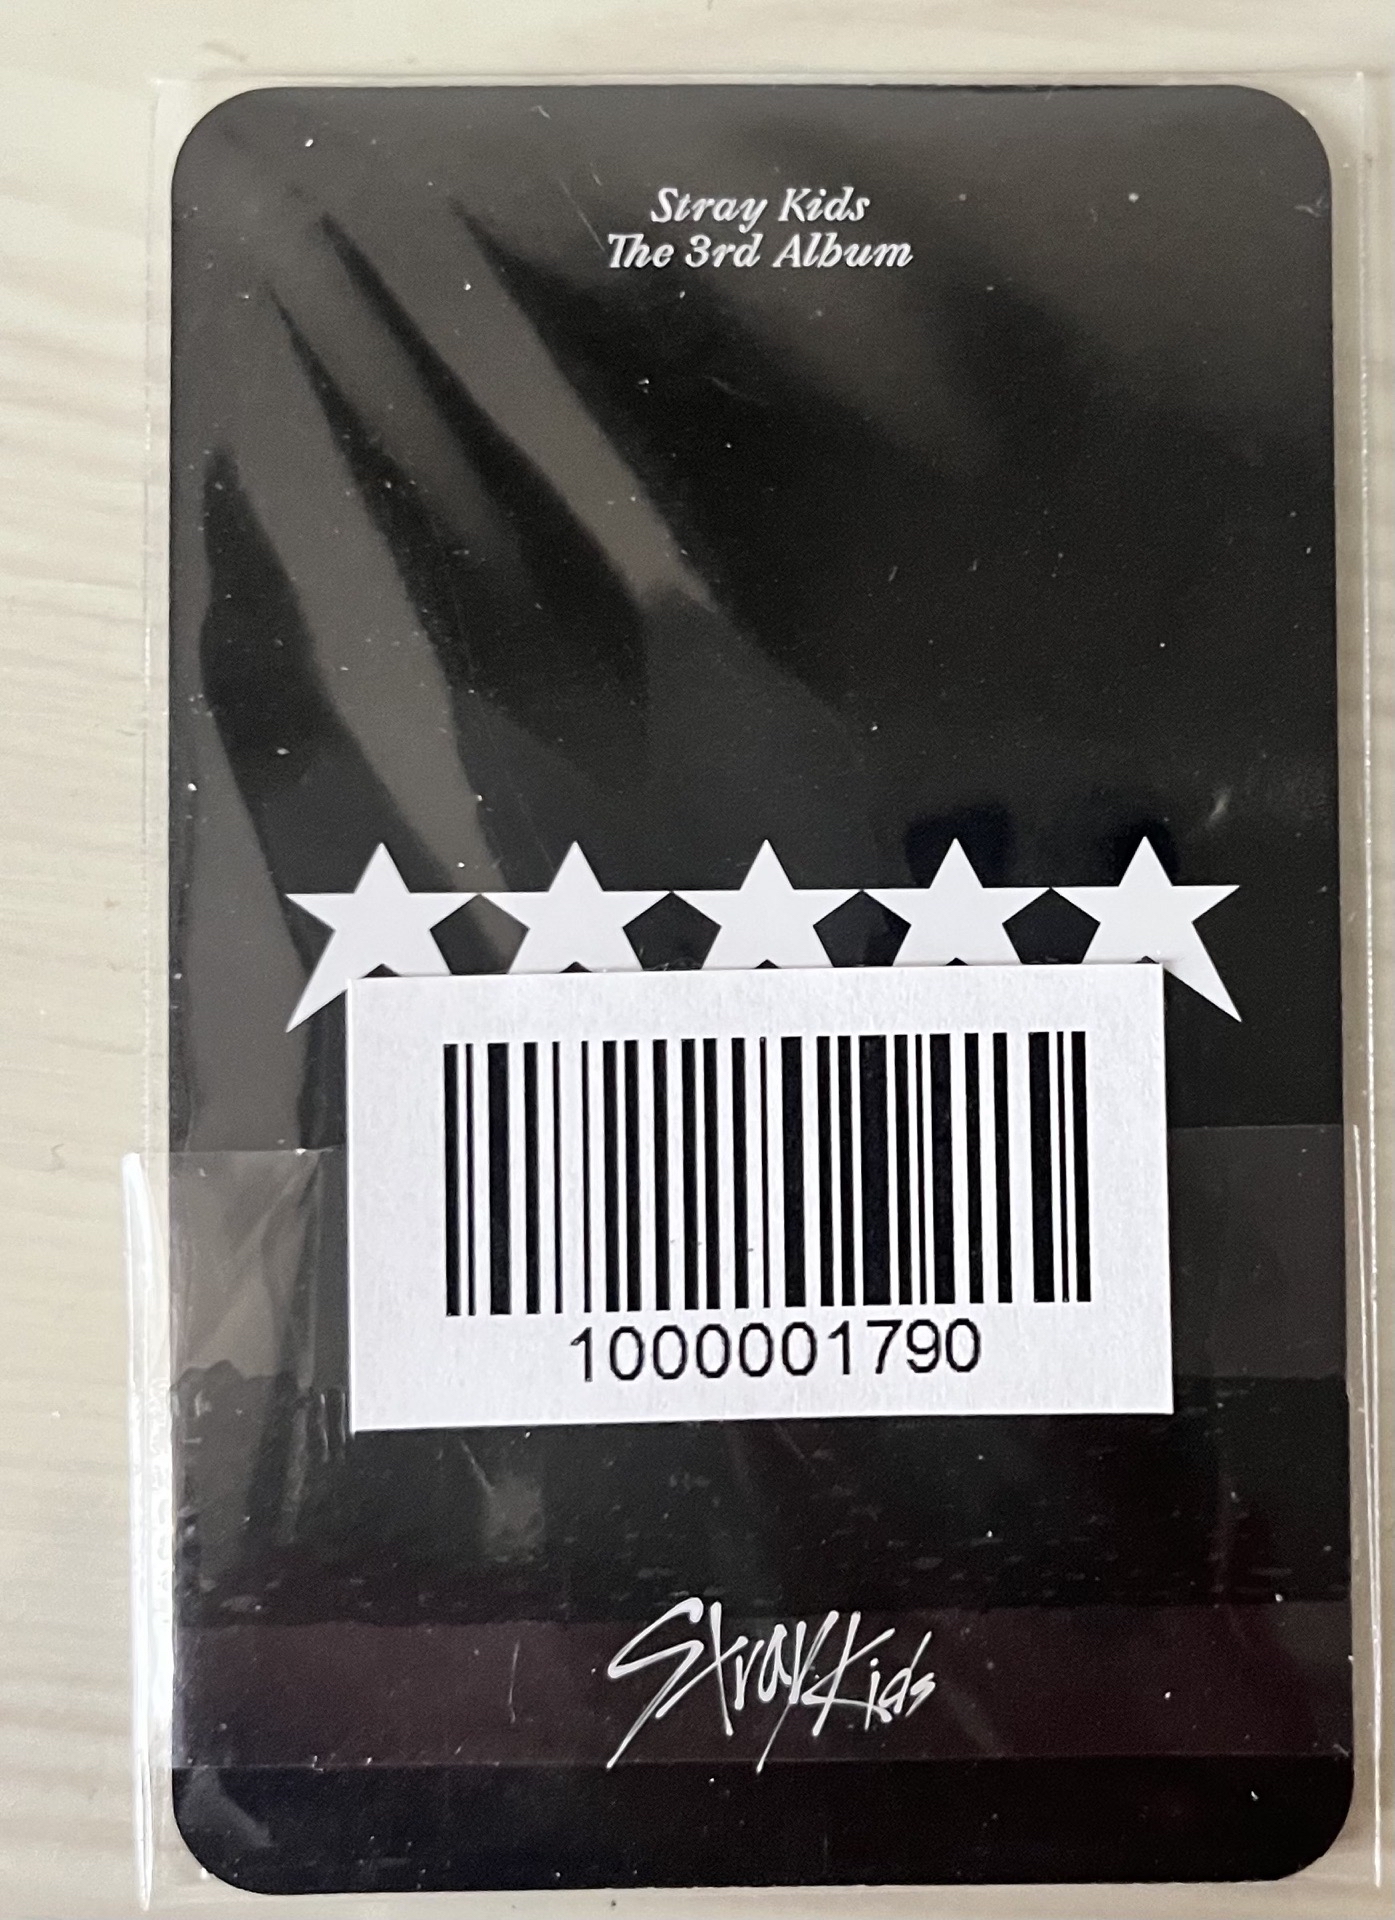 Stray Kids
The 3rd Album
1000001790
Stray Kids